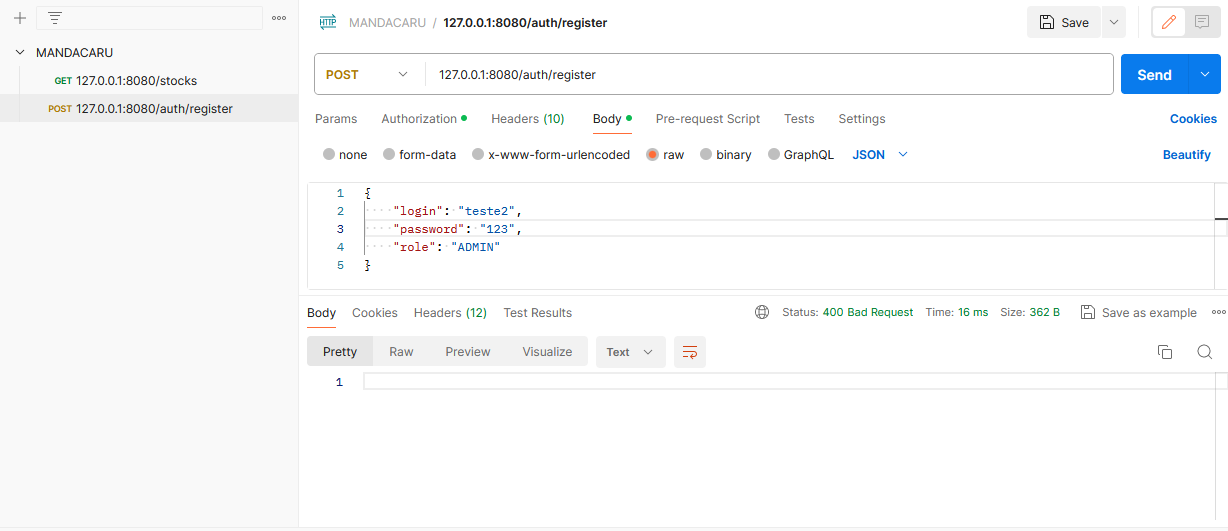 MANDACARU
GET 127.0.0.1:8080/stocks
POST 127.0.0.1:8080/auth/register
HTTP MANDACARU / 127.0.0.1:8080/auth/register
Save
POST 127.0.0.1:8080/auth/register
Send
Params Authorization Headers (10) Body Pre-request Script Tests Settings Cookies
none form-data x-www-form-urlencoded raw binary GraphQL JSON Beautify
1 {
2 "login": "teste2",
3 "password": "123",
4 "role": "ADMIN"
5 }
Body Cookies Headers (12) Test Results Status: 400 Bad Request Time: 16 ms Size: 362 B Save as example
Pretty Raw Preview Visualize Text
1